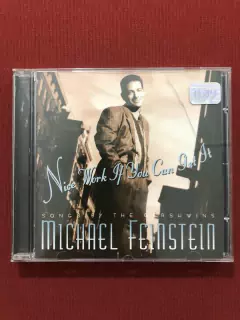 Nice Work If You Can Get It
SONGS BY THE GERSHWINS
MICHAEL FEINSTEIN